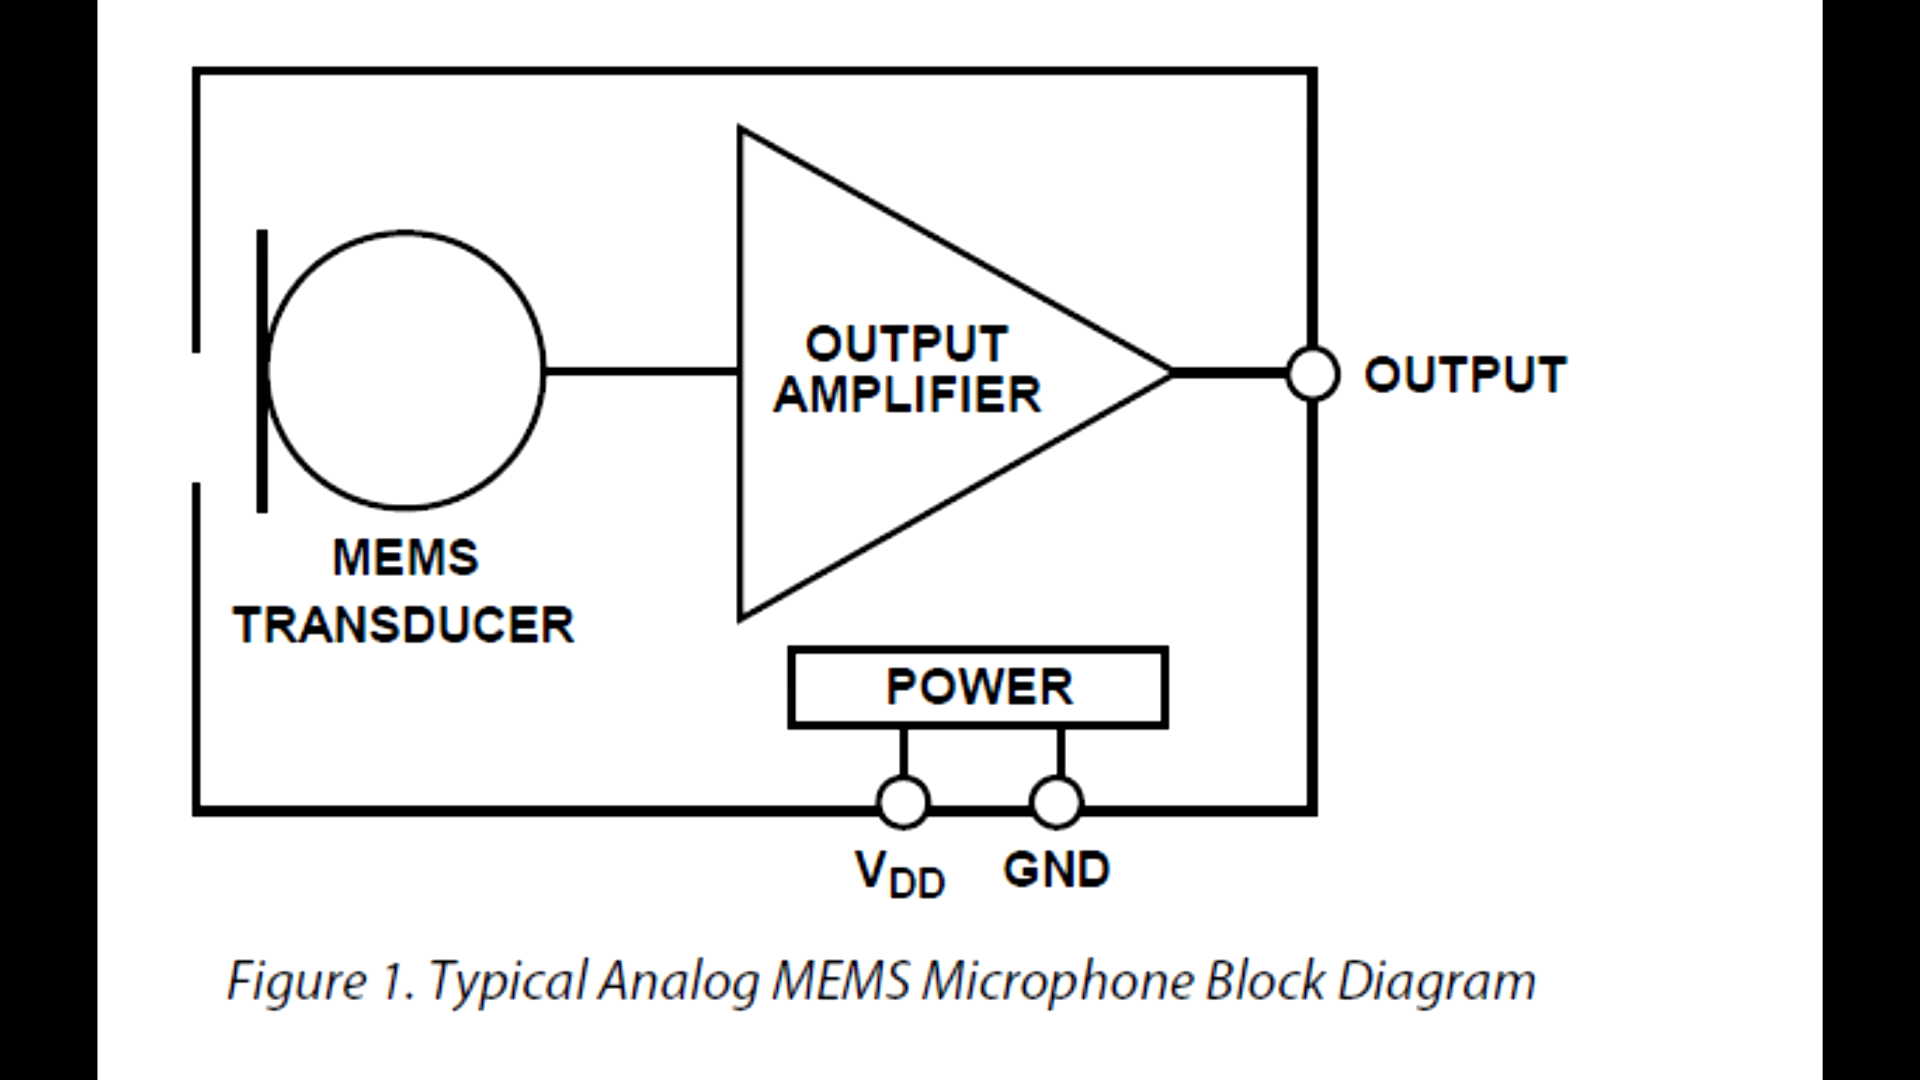 OUTPUT
AMPLIFIER
OUTPUT
MEMS
TRANSDUCER
POWER
VDD
GND
Figure 1. Typical Analog MEMS Microphone Block Diagram